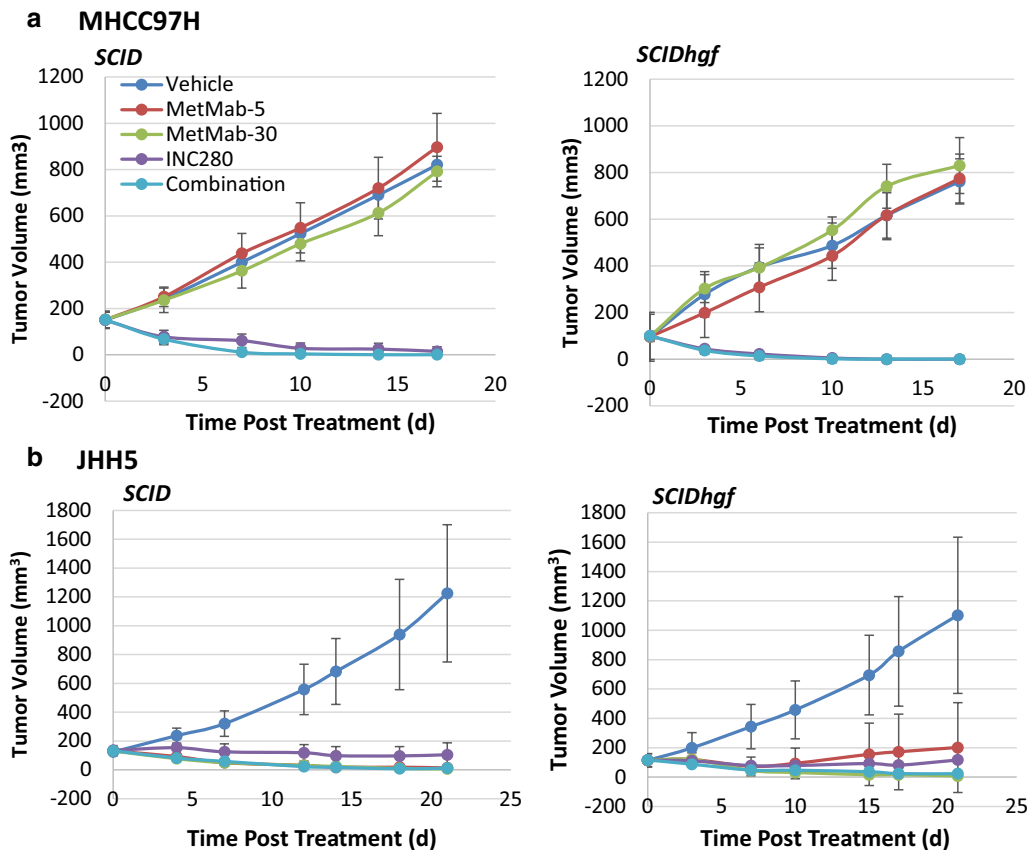 a MHCC97H
SCID
Tumor Volume (mm3)
1200
1000
800
600
400
200
0
-200
Vehicle
MetMab-5
MetMab-30
INC280
Combination
0 5 10 15 20
Time Post Treatment (d)
SCIDhgf
Tumor Volume (mm3)
1200
1000
800
600
400
200
0
-200
0 5 10 15 20
Time Post Treatment (d)
b JHH5
SCID
Tumor Volume (mm³)
1800
1600
1400
1200
1000
800
600
400
200
0
-200
0 5 10 15 20 25
Time Post Treatment (d)
SCIDhgf
Tumor Volume (mm³)
1800
1600
1400
1200
1000
800
600
400
200
0
-200
0 5 10 15 20 25
Time Post Treatment (d)